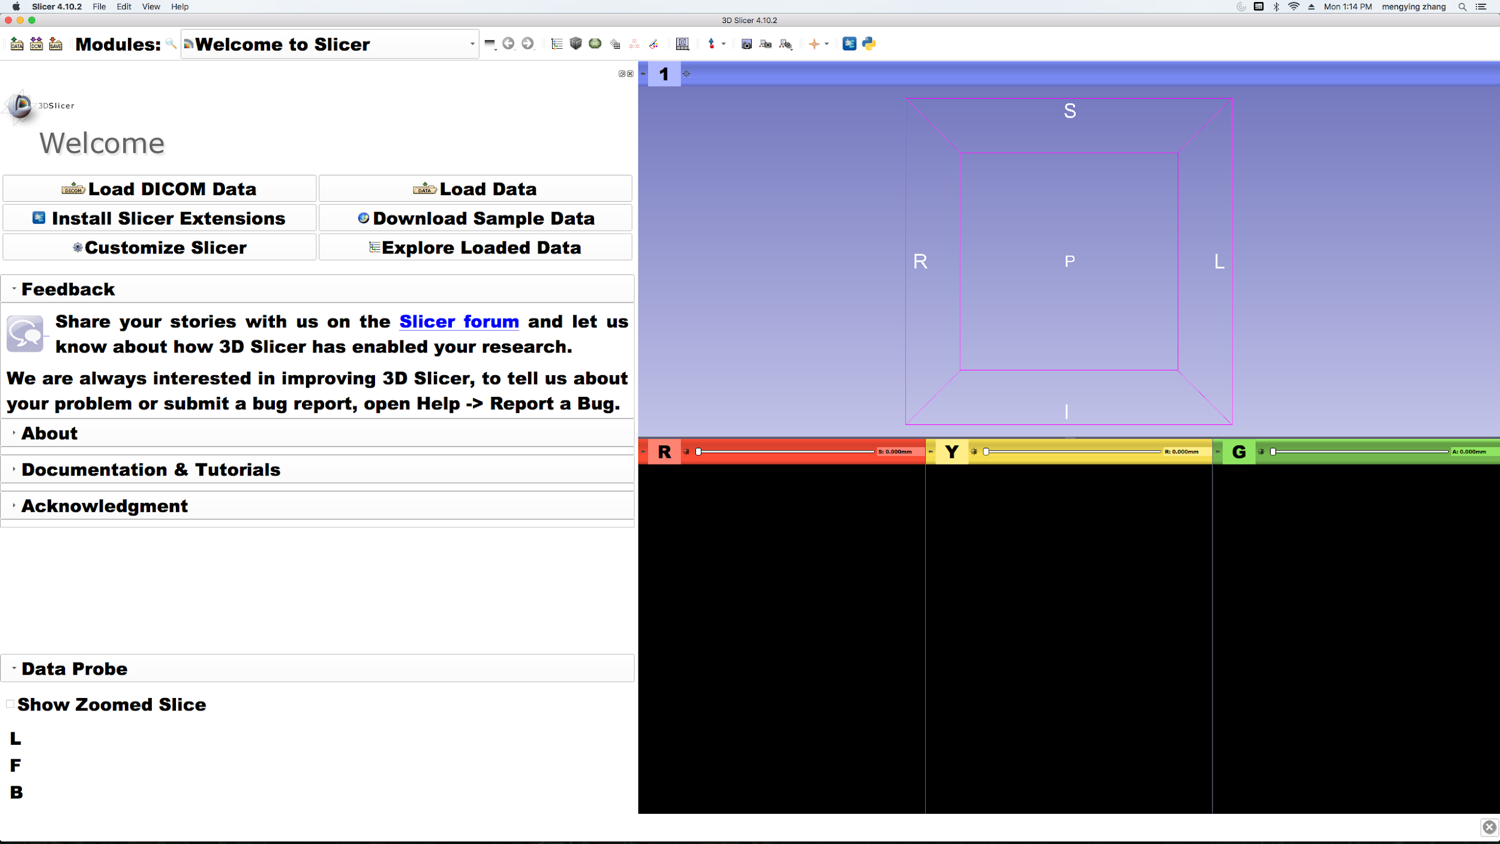 Slicer 4.10.2 File Edit View Help
Mon 1:14 PM mengying zhang
3D Slicer 4.10.2
DATA DCM SAVE Modules: Welcome to Slicer
1
3DSlicer
Welcome
DICOM Load DICOM Data
DATA Load Data
Install Slicer Extensions
Download Sample Data
Customize Slicer
Explore Loaded Data
Feedback
Share your stories with us on the Slicer forum and let us
know about how 3D Slicer has enabled your research.
We are always interested in improving 3D Slicer, to tell us about
your problem or submit a bug report, open Help -> Report a Bug.
About
Documentation & Tutorials
Acknowledgment
Data Probe
Show Zoomed Slice
L
F
B
S
R P L
I
R S: 0.000mm
Y R: 0.000mm
G A: 0.000mm